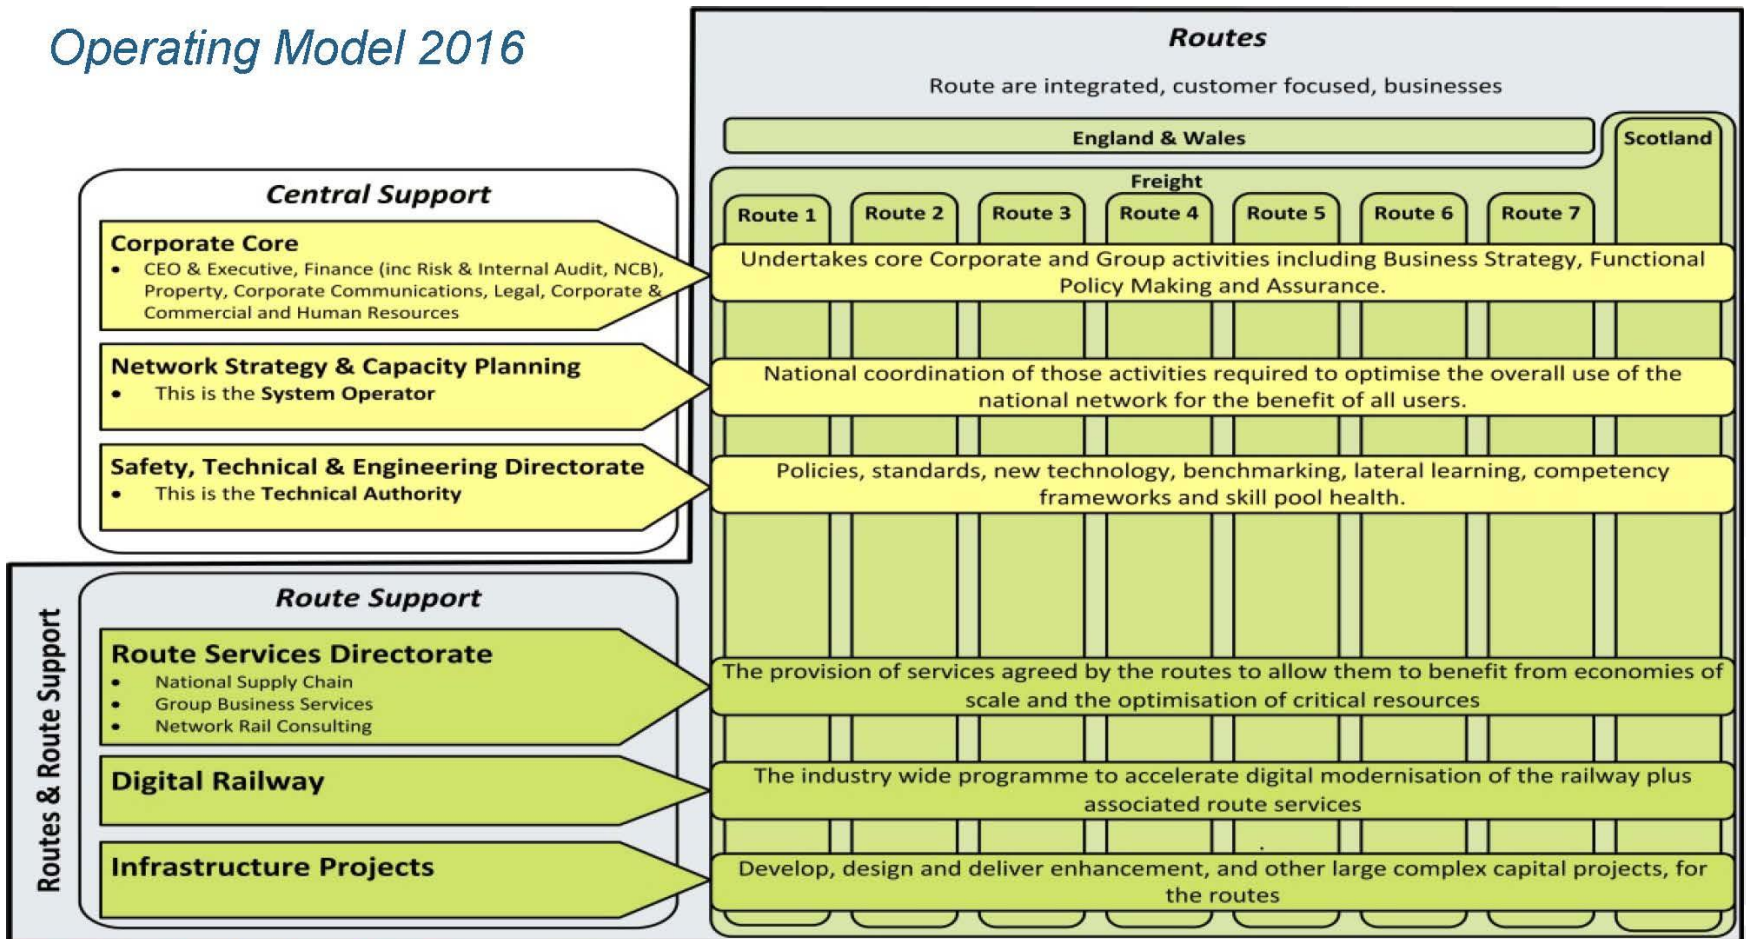 Operating Model 2016
Routes
Route are integrated, customer focused, businesses
England & Wales
Scotland
Freight
Route 1
Route 2
Route 3
Route 4
Route 5
Route 6
Route 7
Central Support
Corporate Core
• CEO & Executive, Finance (inc Risk & Internal Audit, NCB),
Property, Corporate Communications, Legal, Corporate &
Commercial and Human Resources
Undertakes core Corporate and Group activities including Business Strategy, Functional
Policy Making and Assurance.
Network Strategy & Capacity Planning
• This is the System Operator
National coordination of those activities required to optimise the overall use of the
national network for the benefit of all users.
Safety, Technical & Engineering Directorate
• This is the Technical Authority
Policies, standards, new technology, benchmarking, lateral learning, competency
frameworks and skill pool health.
Routes & Route Support
Route Support
Route Services Directorate
• National Supply Chain
• Group Business Services
• Network Rail Consulting
The provision of services agreed by the routes to allow them to benefit from economies of
scale and the optimisation of critical resources
Digital Railway
The industry wide programme to accelerate digital modernisation of the railway plus
associated route services
Infrastructure Projects
Develop, design and deliver enhancement, and other large complex capital projects, for
the routes